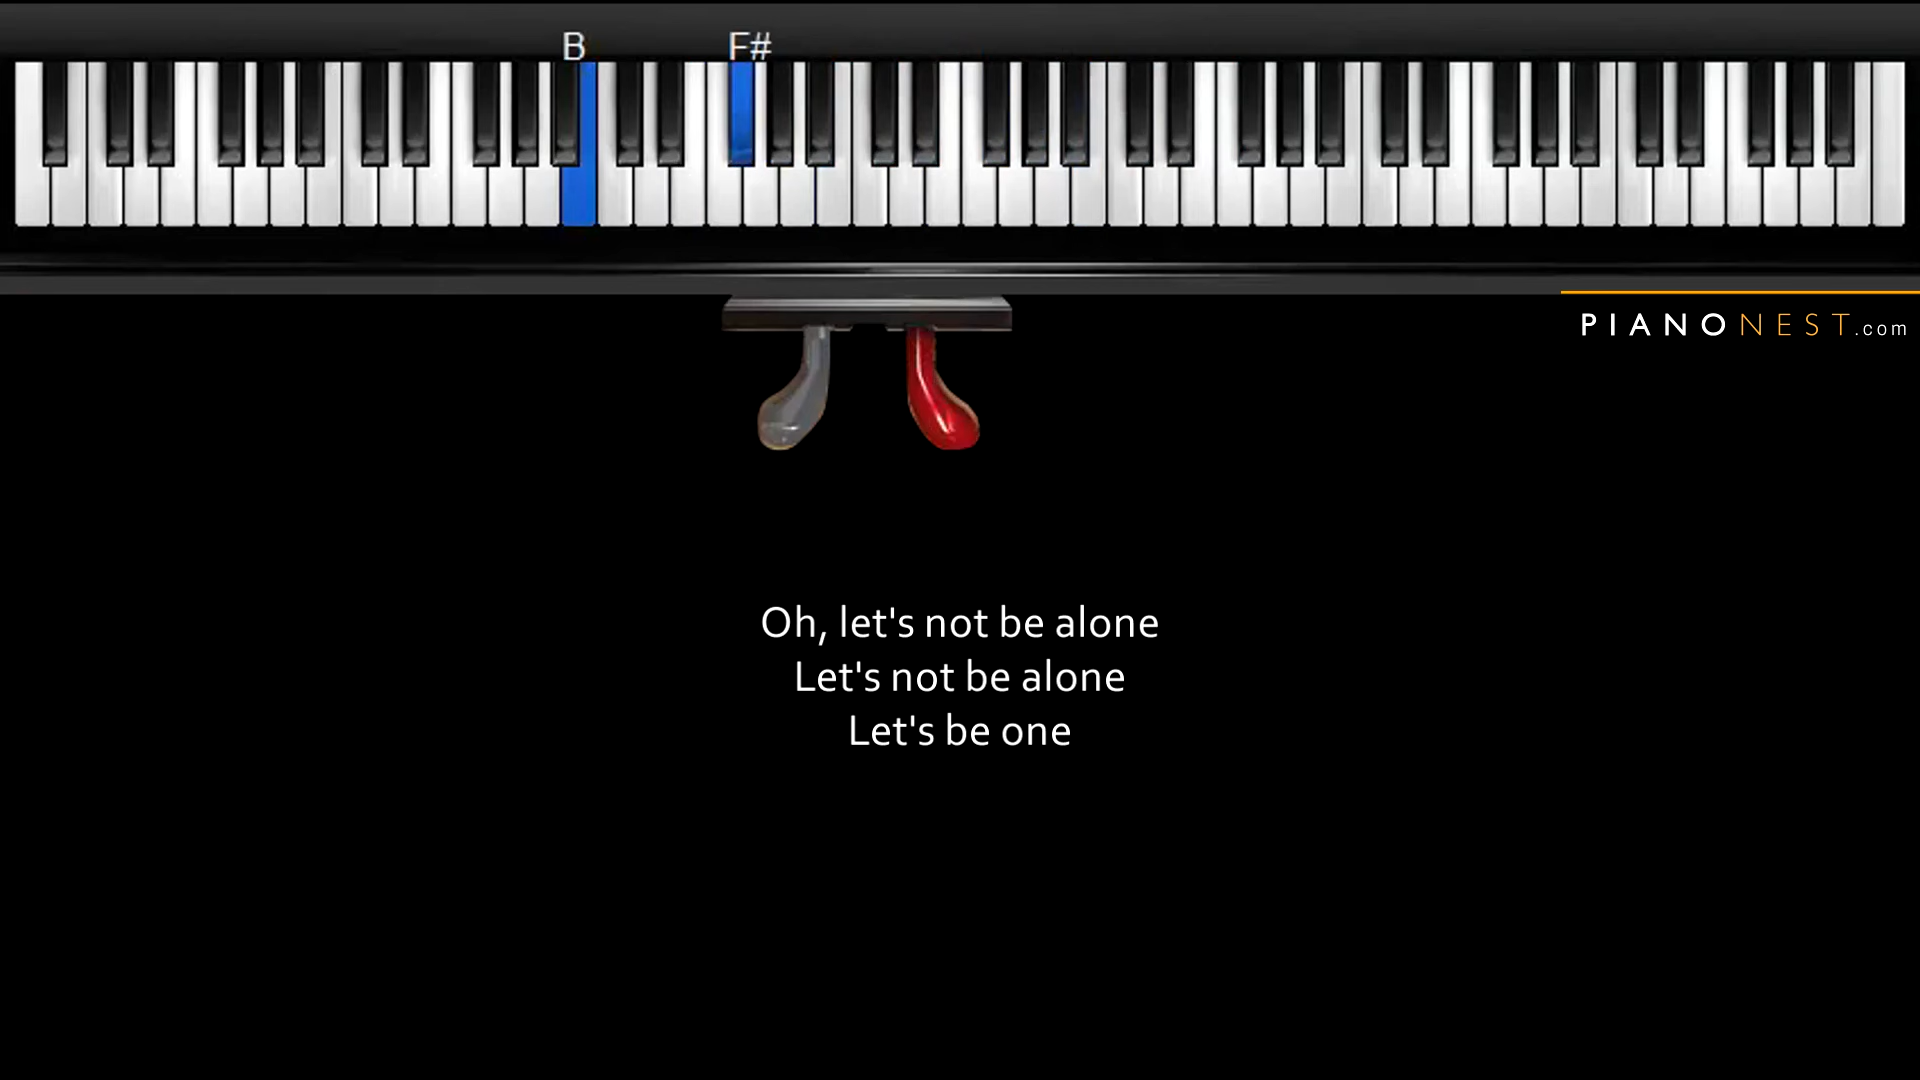 B F#
PIANONEST.com
Oh, let's not be alone
Let's not be alone
Let's be one